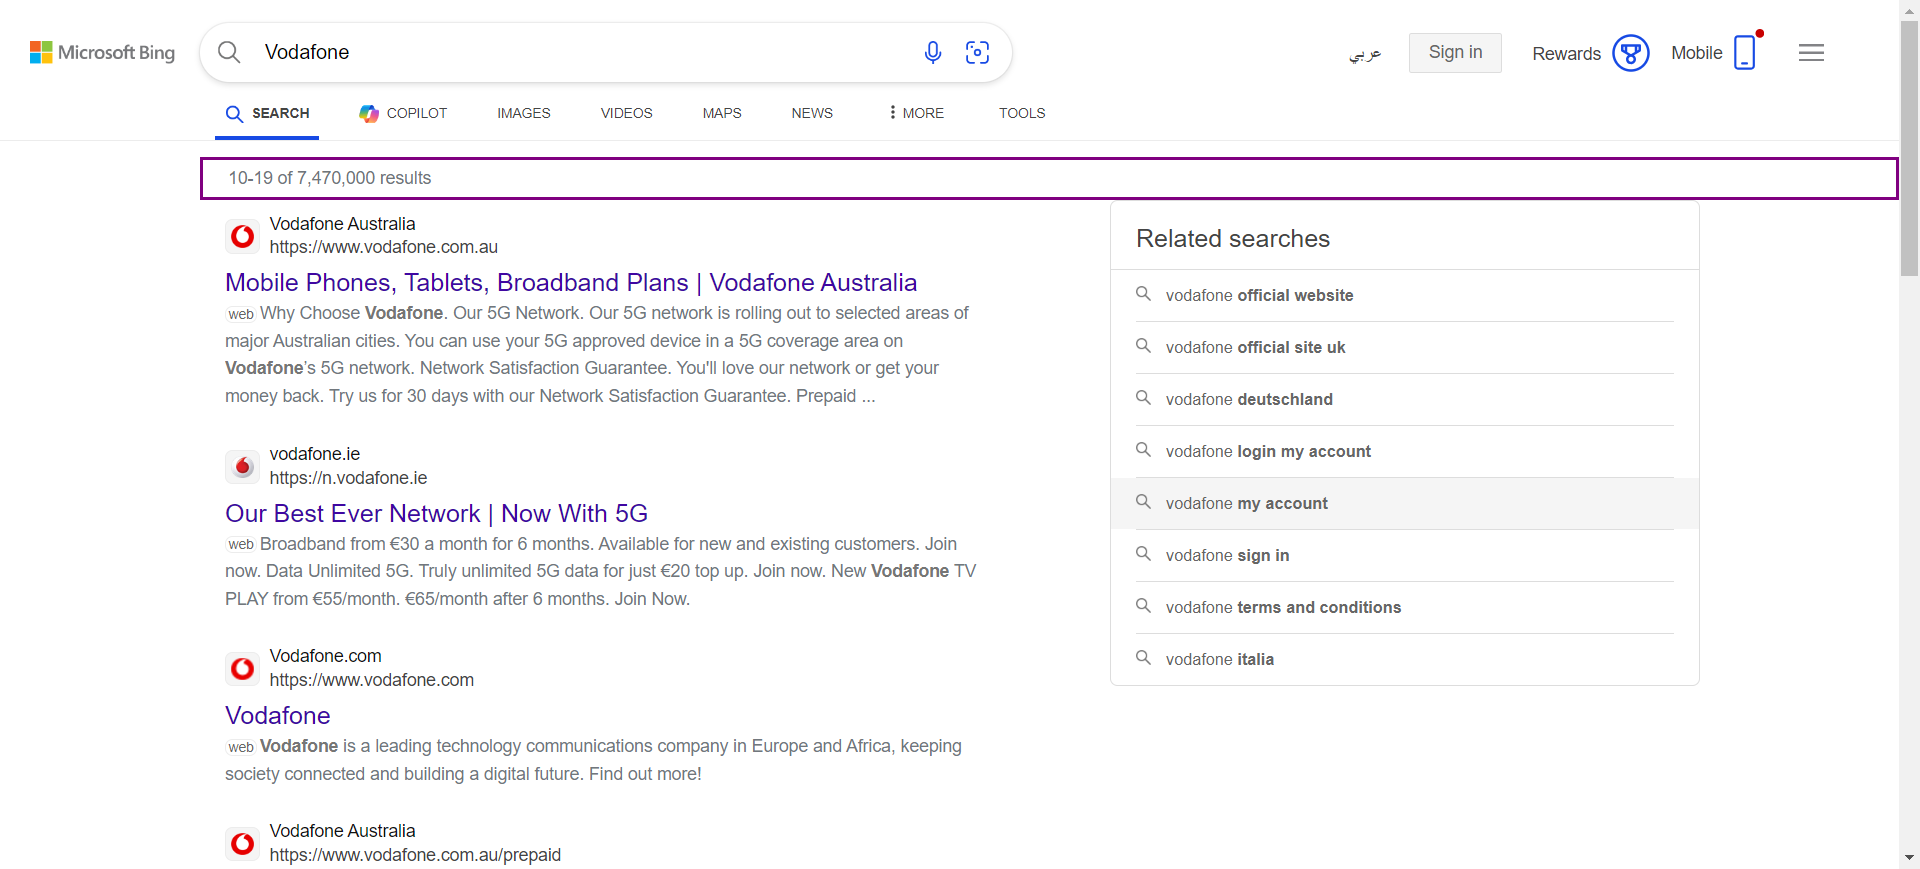 Microsoft Bing
Vodafone
عربي
Sign in
Rewards
Mobile
SEARCH
COPILOT
IMAGES
VIDEOS
MAPS
NEWS
MORE
TOOLS
10-19 of 7,470,000 results
Vodafone Australia
https://www.vodafone.com.au
Mobile Phones, Tablets, Broadband Plans | Vodafone Australia
web Why Choose Vodafone. Our 5G Network. Our 5G network is rolling out to selected areas of
major Australian cities. You can use your 5G approved device in a 5G coverage area on
Vodafone's 5G network. Network Satisfaction Guarantee. You'll love our network or get your
money back. Try us for 30 days with our Network Satisfaction Guarantee. Prepaid ...
vodafone.ie
https://n.vodafone.ie
Our Best Ever Network | Now With 5G
web Broadband from €30 a month for 6 months. Available for new and existing customers. Join
now. Data Unlimited 5G. Truly unlimited 5G data for just €20 top up. Join now. New Vodafone TV
PLAY from €55/month. €65/month after 6 months. Join Now.
Vodafone.com
https://www.vodafone.com
Vodafone
web Vodafone is a leading technology communications company in Europe and Africa, keeping
society connected and building a digital future. Find out more!
Vodafone Australia
https://www.vodafone.com.au/prepaid
Related searches
vodafone official website
vodafone official site uk
vodafone deutschland
vodafone login my account
vodafone my account
vodafone sign in
vodafone terms and conditions
vodafone italia